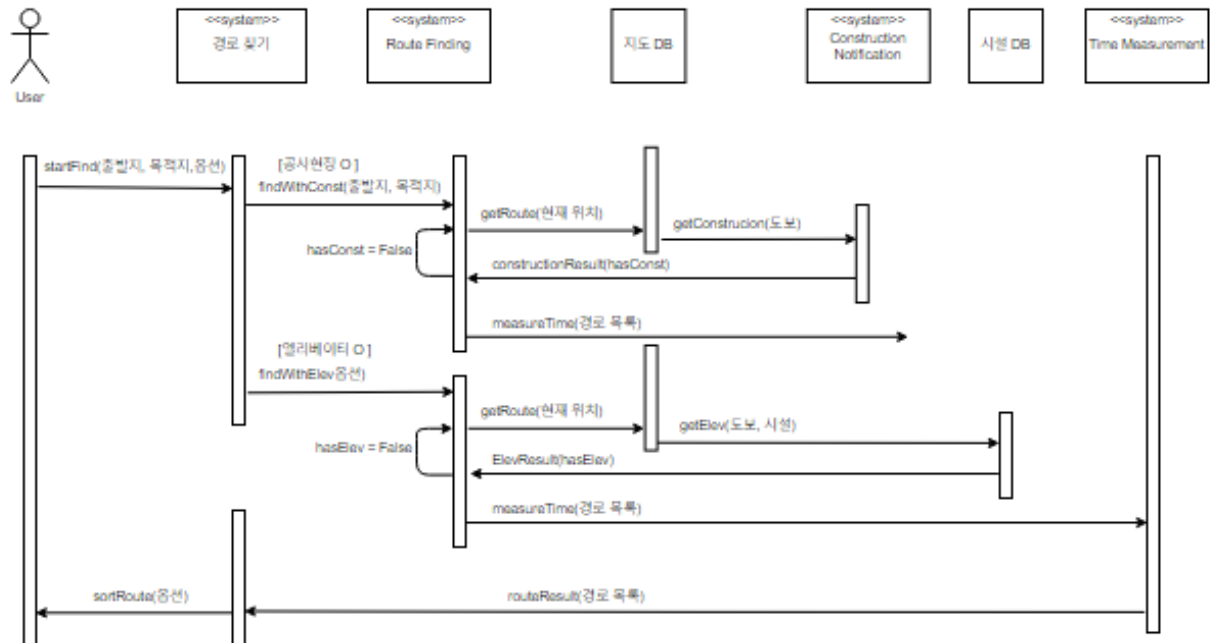 <<system>>
경로 찾기
<<system>>
Route Finding
지도 DB
<<system>>
Construction
Notification
시설 DB
<<system>>
Time Measurement
User
startFind(출발지, 목적지,옵션)
[공사현장 O ]
findWithConst(출발지, 목적지)
getRoute(현재 위치)
getConstrucion(도보)
hasConst = False
constructionResult(hasConst)
measureTime(경로 목록)
[엘리베이터 O ]
findWithElev옵션)
getRoute(현재 위치)
getElev(도보, 시설)
hasElev = False
ElevResult(hasElev)
measureTime(경로 목록)
sortRoute(옵션)
routeResult(경로 목록)